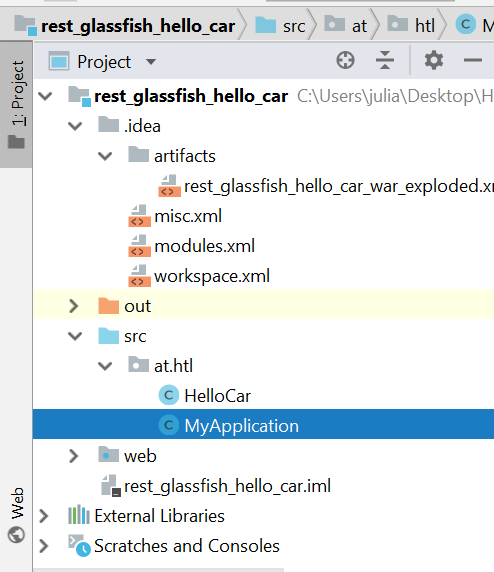 rest_glassfish_hello_car src at htl M
1: Project
Project
rest_glassfish_hello_car C:\Users\julia\Desktop\H
.idea
artifacts
rest_glassfish_hello_car_war_exploded.x
misc.xml
modules.xml
workspace.xml
out
src
at.htl
HelloCar
MyApplication
web
rest_glassfish_hello_car.iml
External Libraries
Scratches and Consoles
Web